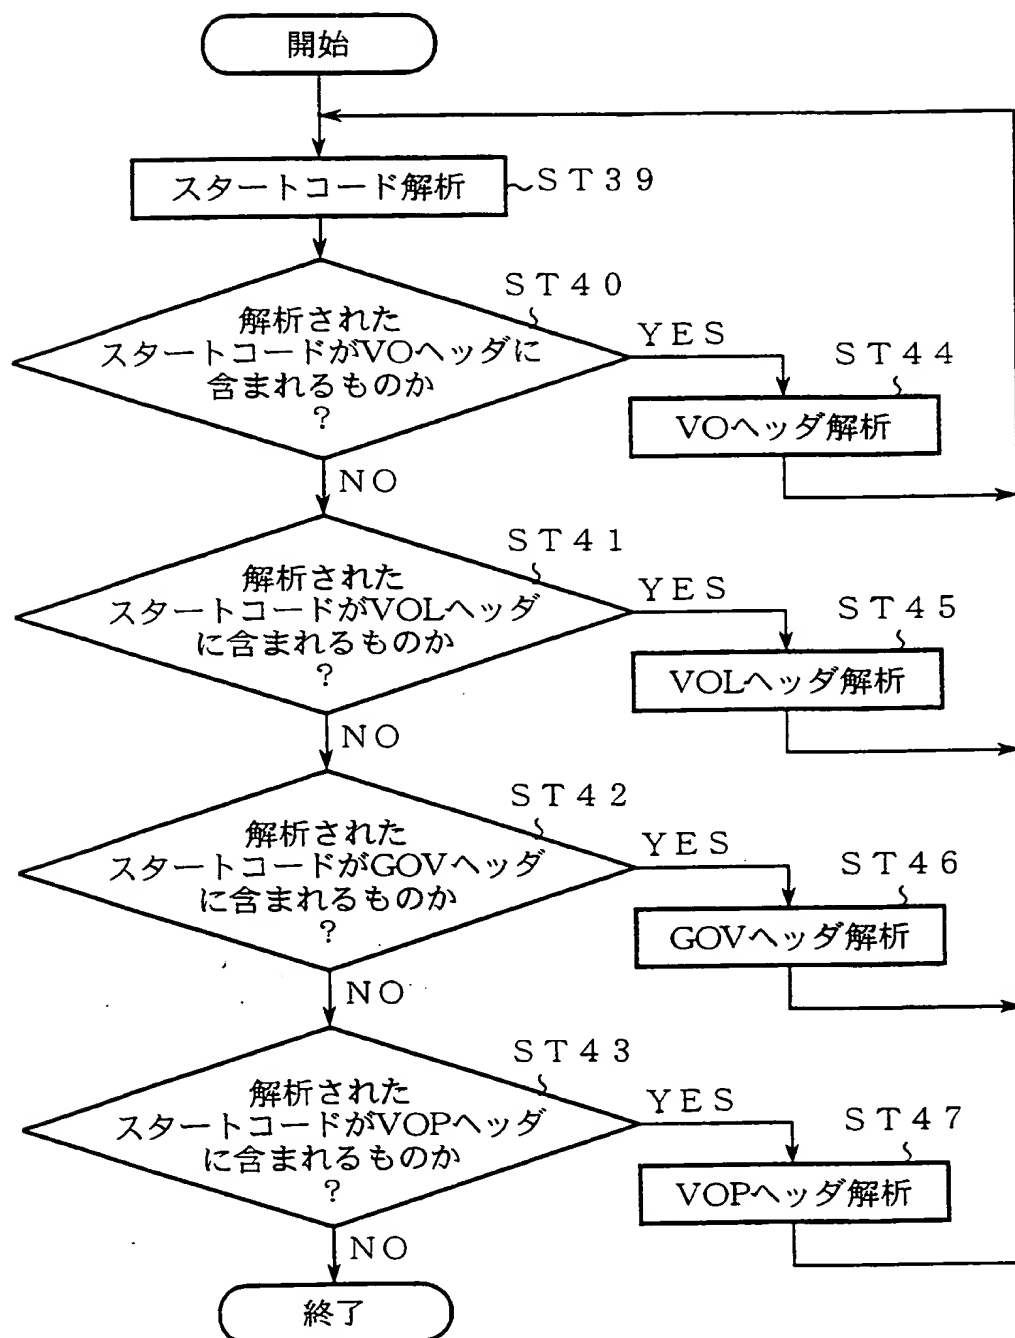 開始
スタートコード解析
ST39
ST40
解析された
スタートコードがVOヘッダに
含まれるものか
?
YES
ST44
VOヘッダ解析
NO
ST41
解析された
スタートコードがVOLヘッダ
に含まれるものか
?
YES
ST45
VOLヘッダ解析
NO
ST42
解析された
スタートコードがGOVヘッダ
に含まれるものか
?
YES
ST46
GOVヘッダ解析
NO
ST43
解析された
スタートコードがVOPヘッダ
に含まれるものか
?
YES
ST47
VOPヘッダ解析
NO
終了